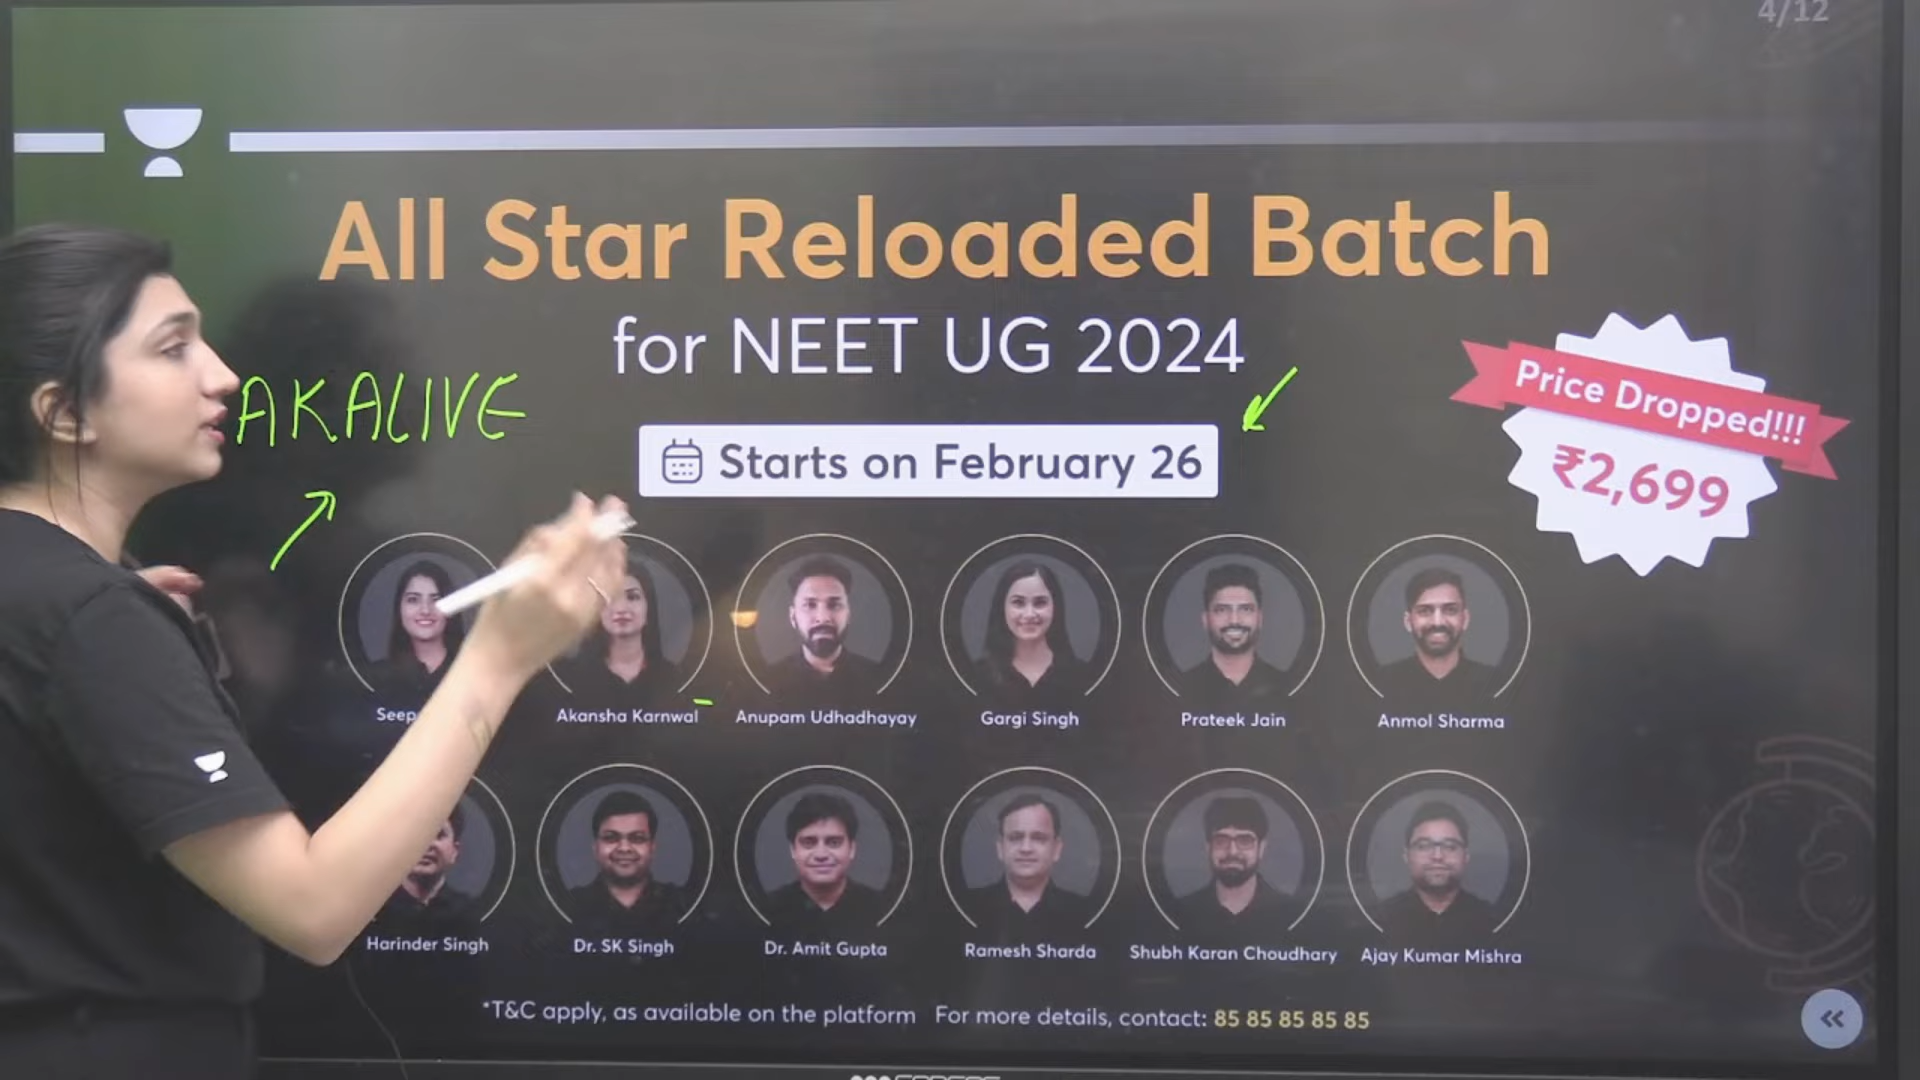 4/12
All Star Reloaded Batch
for NEET UG 2024
AKALIVE
Starts on February 26
Price Dropped!!!
₹2,699
Akansha Karnwal
Anupam Udhadhayay
Gargi Singh
Prateek Jain
Anmol Sharma
Harinder Singh
Dr. SK Singh
Dr. Amit Gupta
Ramesh Sharda
Shubh Karan Choudhary
Ajay Kumar Mishra
*T&C apply, as available on the platform For more details, contact: 85 85 85 85 85